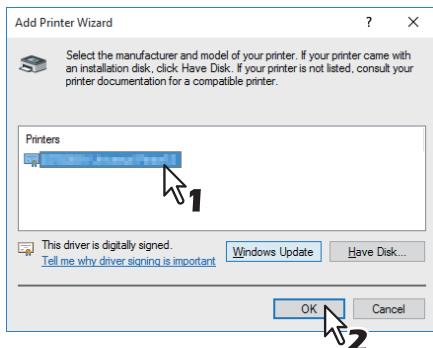 Add Printer Wizard
? ×
Select the manufacturer and model of your printer. If your printer came with
an installation disk, click Have Disk. If your printer is not listed, consult your
printer documentation for a compatible printer.
Printers
1
This driver is digitally signed.
Tell me why driver signing is important
Windows Update
Have Disk...
OK
Cancel
2